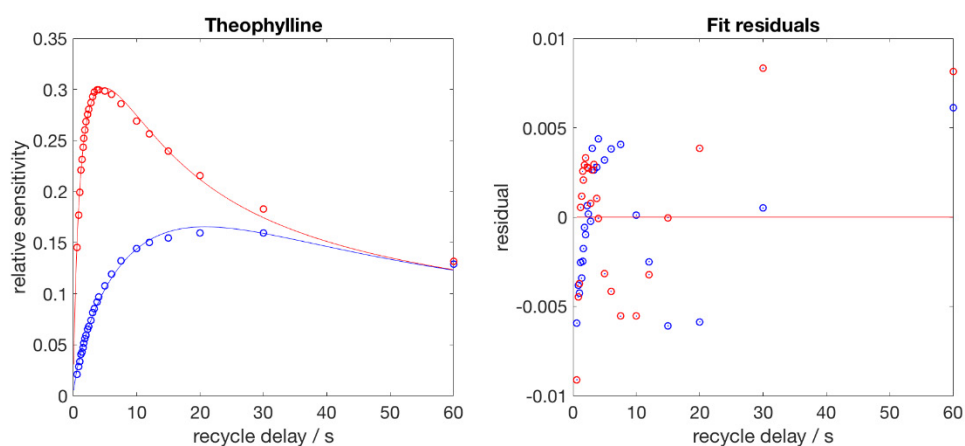 Theophylline
0.35
0.3
0.25
0.2
0.15
0.1
0.05
0
relative sensitivity
0 10 20 30 40 50 60
recycle delay / s
Fit residuals
0.01
0.005
0
-0.005
-0.01
residual
0 10 20 30 40 50 60
recycle delay / s